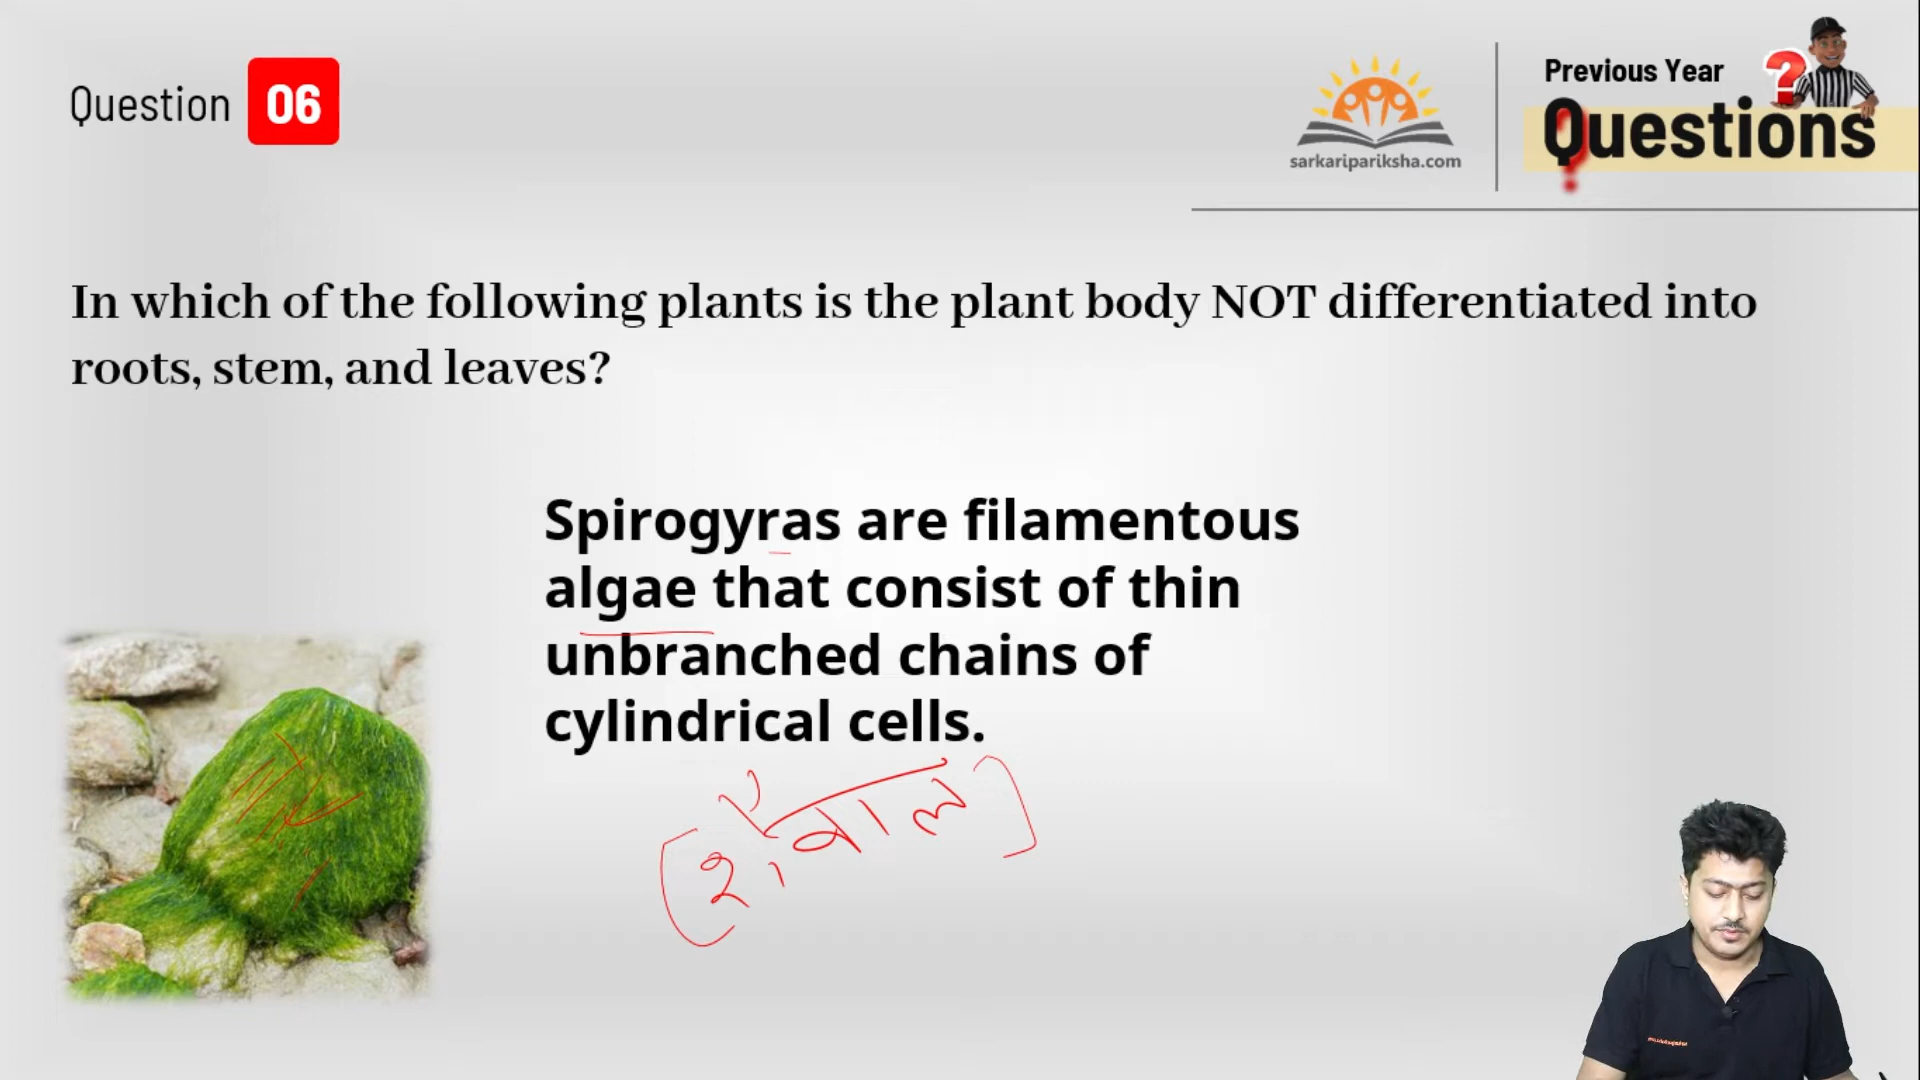 Question 06
sarkaripariksha.com
Previous Year
Questions
In which of the following plants is the plant body NOT differentiated into
roots, stem, and leaves?
Spirogyras are filamentous
algae that consist of thin
unbranched chains of
cylindrical cells.
[शैवाल]